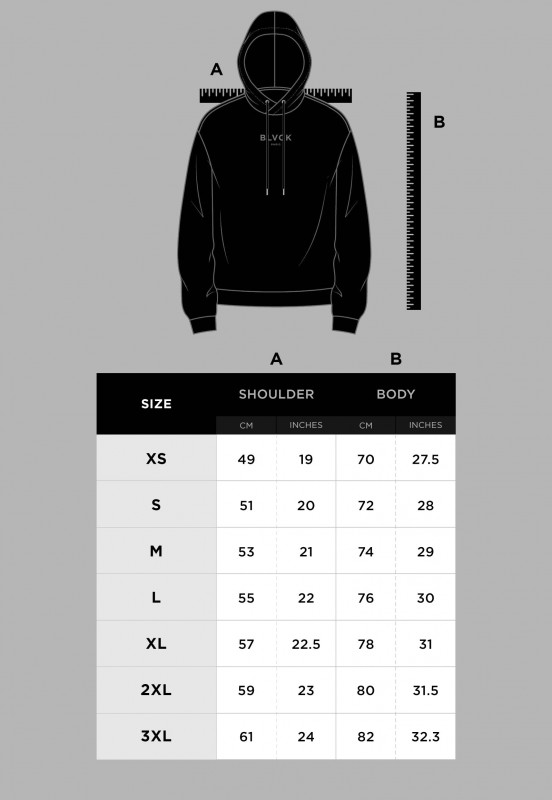 A
B
BLVCK
A B
SIZE SHOULDER BODY
CM INCHES CM INCHES
XS 49 19 70 27.5
S 51 20 72 28
M 53 21 74 29
L 55 22 76 30
XL 57 22.5 78 31
2XL 59 23 80 31.5
3XL 61 24 82 32.3